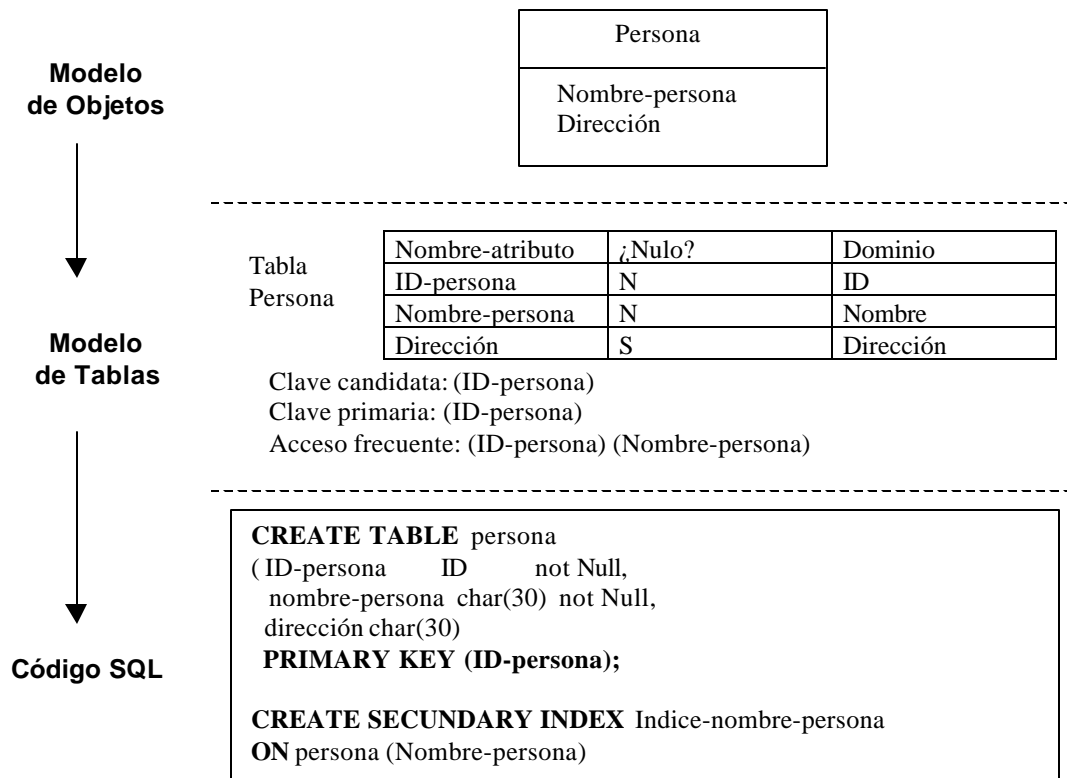 Persona
Modelo
de Objetos
Nombre-persona
Dirección
Tabla
Persona
Nombre-atributo ¿Nulo? Dominio
ID-persona N ID
Nombre-persona N Nombre
Dirección S Dirección
Modelo
de Tablas
Clave candidata: (ID-persona)
Clave primaria: (ID-persona)
Acceso frecuente: (ID-persona) (Nombre-persona)
CREATE TABLE persona
( ID-persona ID not Null,
nombre-persona char(30) not Null,
dirección char(30)
PRIMARY KEY (ID-persona);
Código SQL
CREATE SECUNDARY INDEX Indice-nombre-persona
ON persona (Nombre-persona)